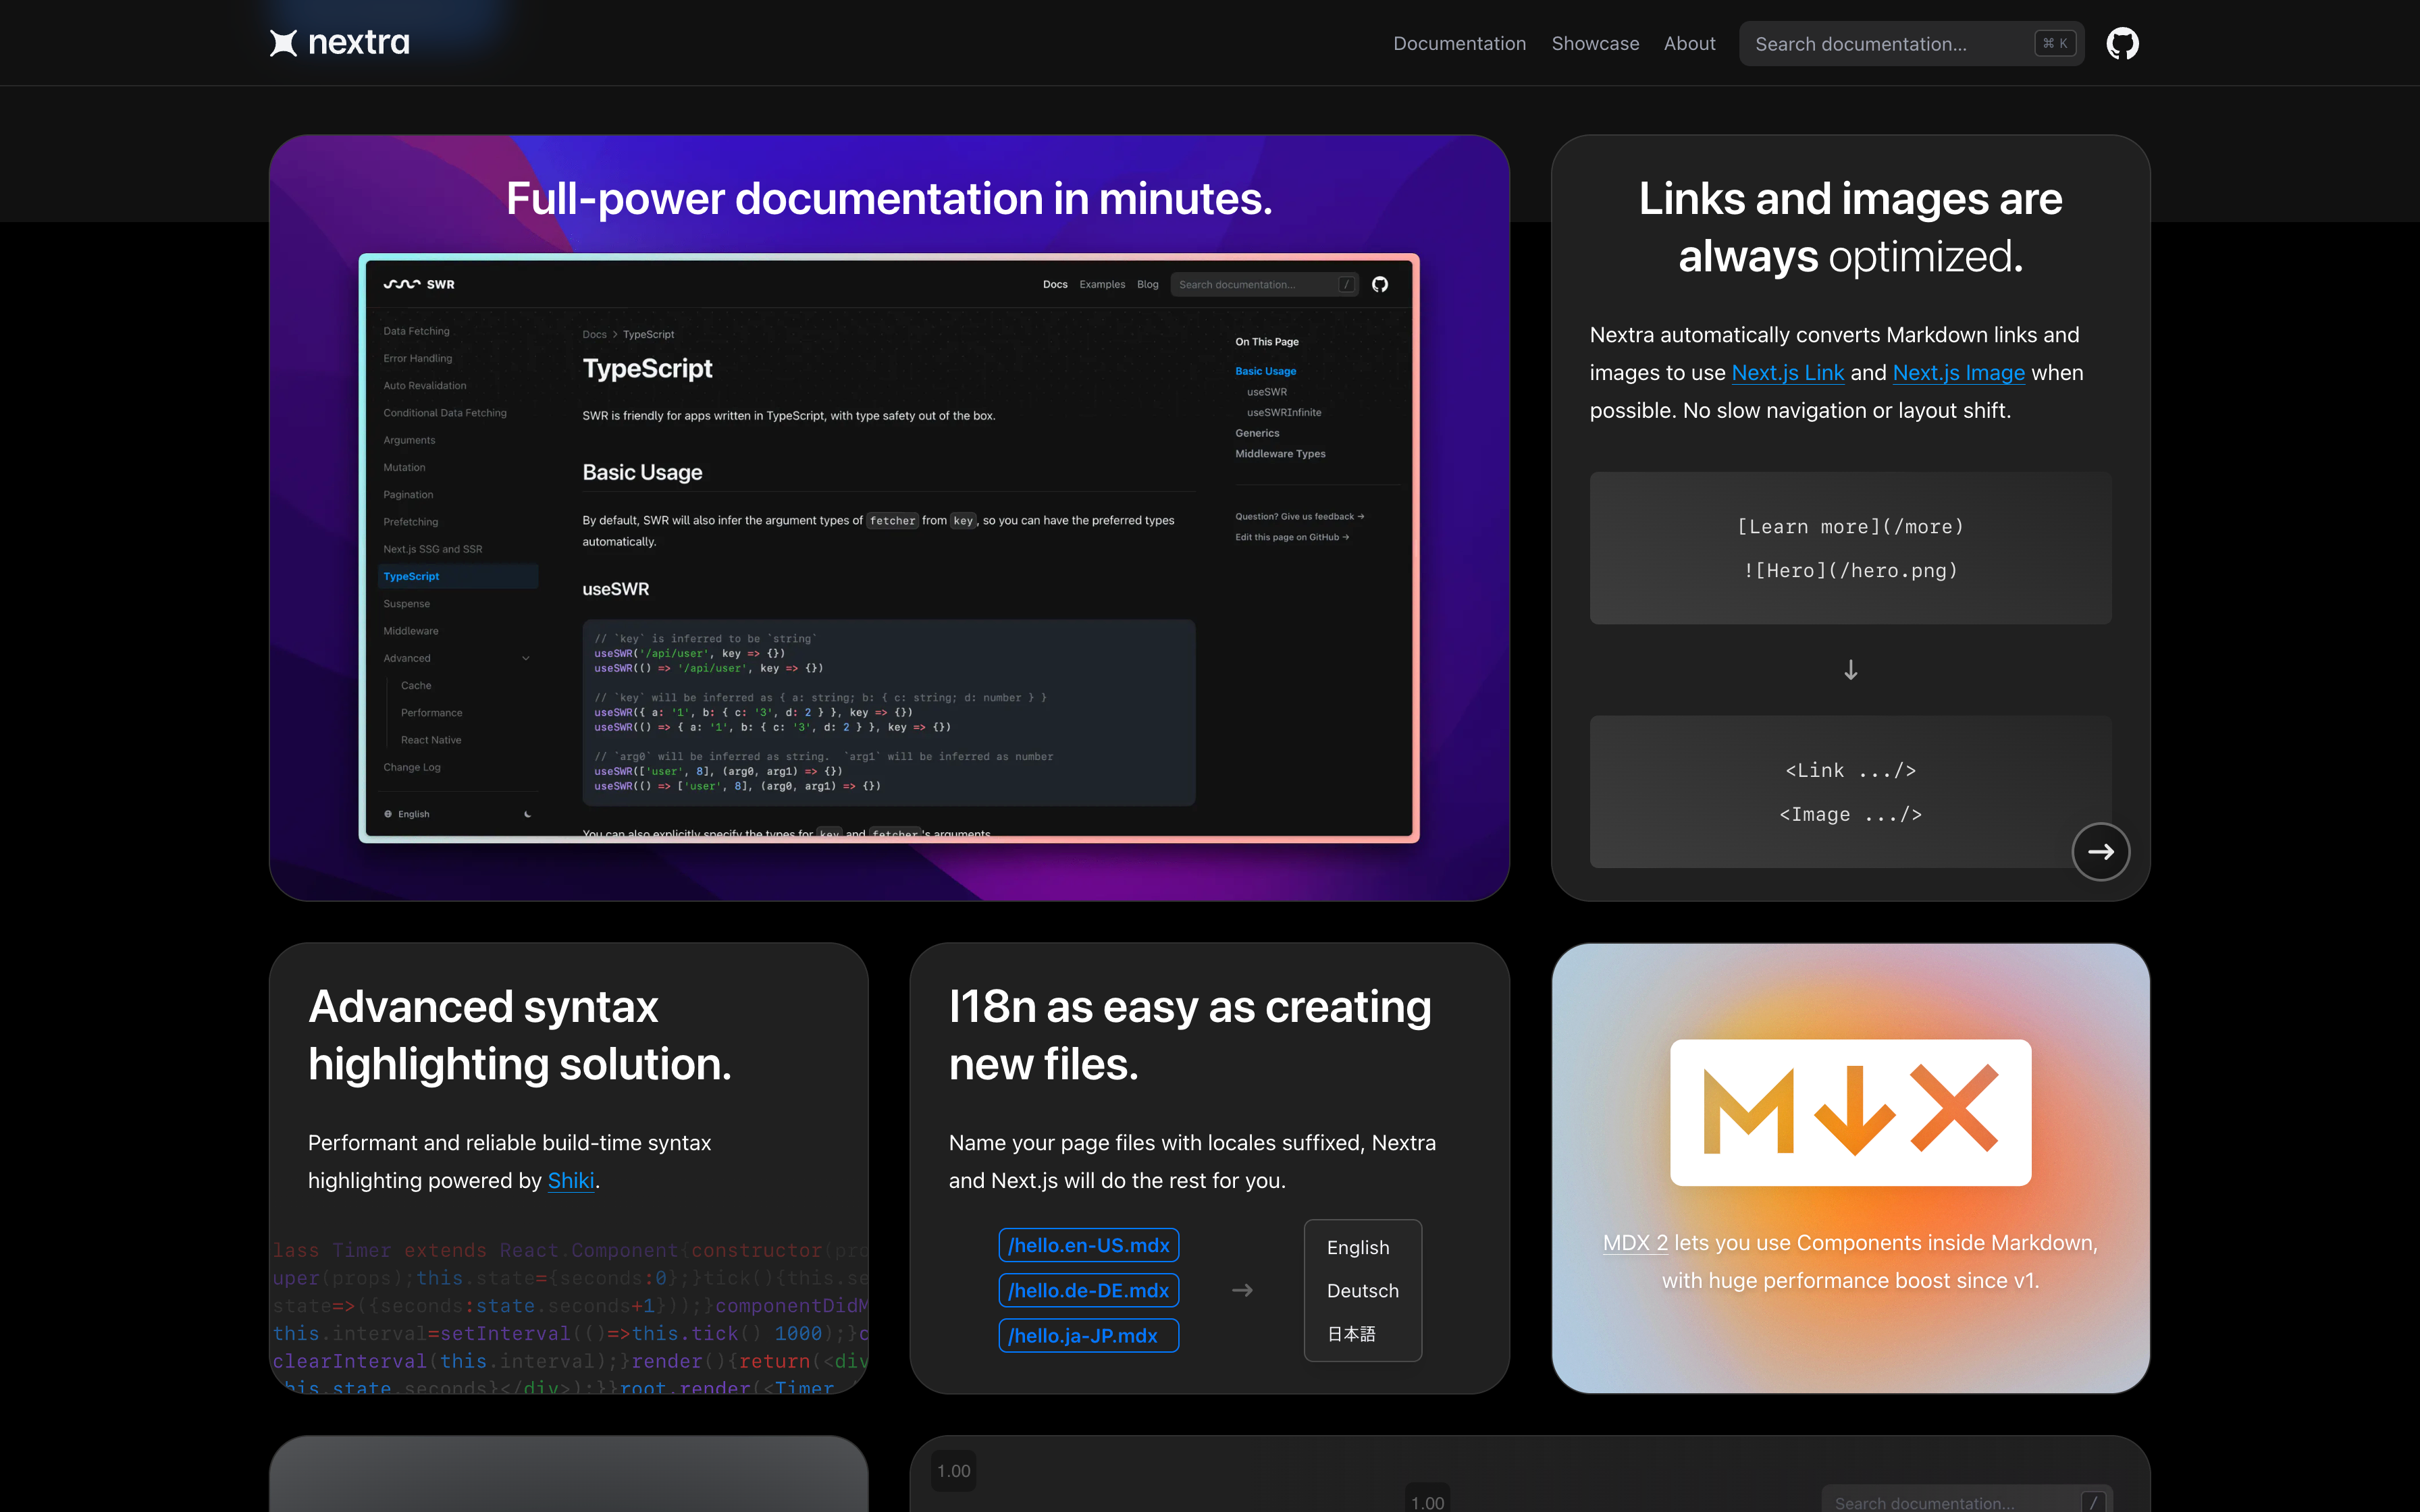 nextra
Documentation
Showcase
About
Search documentation...
⌘ K
Full-power documentation in minutes.
SWR
Docs
Examples
Blog
Search documentation...
/
Data Fetching
Error Handling
Auto Revalidation
Conditional Data Fetching
Arguments
Mutation
Pagination
Prefetching
Next.js SSG and SSR
TypeScript
Suspense
Middleware
Advanced
Cache
Performance
React Native
Change Log
English
Docs > TypeScript
TypeScript
SWR is friendly for apps written in TypeScript, with type safety out of the box.
Basic Usage
By default, SWR will also infer the argument types of fetcher from key, so you can have the preferred types
automatically.
useSWR
// `key` is inferred to be `string`
useSWR('/api/user', key => {})
useSWR(() => '/api/user', key => {})
// `key` will be inferred as { a: string; b: { c: string; d: number } }
useSWR({ a: '1', b: { c: '3', d: 2 } }, key => {})
useSWR(() => { a: '1', b: { c: '3', d: 2 } }, key => {})
// `arg0` will be inferred as string.  `arg1` will be inferred as number
useSWR(['user', 8], (arg0, arg1) => {})
useSWR(() => ['user', 8], (arg0, arg1) => {})
You can also explicitly specify the types for key and fetcher's arguments
On This Page
Basic Usage
useSWR
useSWRInfinite
Generics
Middleware Types
Question? Give us feedback →
Edit this page on GitHub →
Links and images are
always optimized.
Nextra automatically converts Markdown links and
images to use Next.js Link and Next.js Image when
possible. No slow navigation or layout shift.
[Learn more](/more)
![Hero](/hero.png)
↓
<Link .../>
<Image .../>
→
Advanced syntax
highlighting solution.
Performant and reliable build-time syntax
highlighting powered by Shiki.
lass Timer extends React.Component{constructor(pro
uper(props);this.state={seconds:0};}tick(){this.se
state=>({seconds:state.seconds+1}));}componentDidM
this.interval=setInterval(()=>this.tick() 1000);}c
clearInterval(this.interval);}render(){return(<div
his.state.seconds}</div>);}}root.render(<Timer
I18n as easy as creating
new files.
Name your page files with locales suffixed, Nextra
and Next.js will do the rest for you.
/hello.en-US.mdx
/hello.de-DE.mdx
/hello.ja-JP.mdx
→
English
Deutsch
日本語
M↓X
MDX 2 lets you use Components inside Markdown,
with huge performance boost since v1.
1.00
1.00
Search documentation...
/